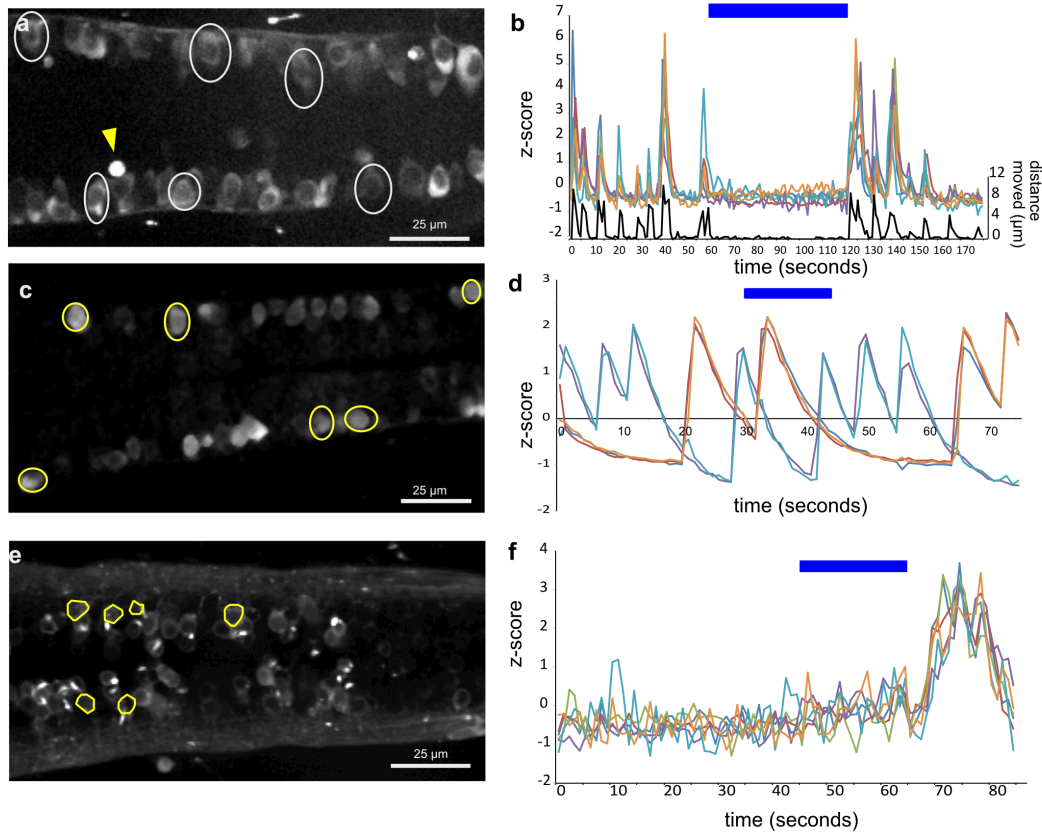 a
25 µm
b
7
6
5
4
3
2
1
0
-1
-2
z-score
12
8
4
0
distance
moved (µm)
0 10 20 30 40 50 60 70 80 90 100 110 120 130 140 150 160 170
time (seconds)
c
25 µm
d
3
2
1
0
-1
-2
z-score
0 10 20 30 40 50 60 70
time (seconds)
e
25 µm
f
4
3
2
1
0
-1
-2
z-score
0 10 20 30 40 50 60 70 80
time (seconds)